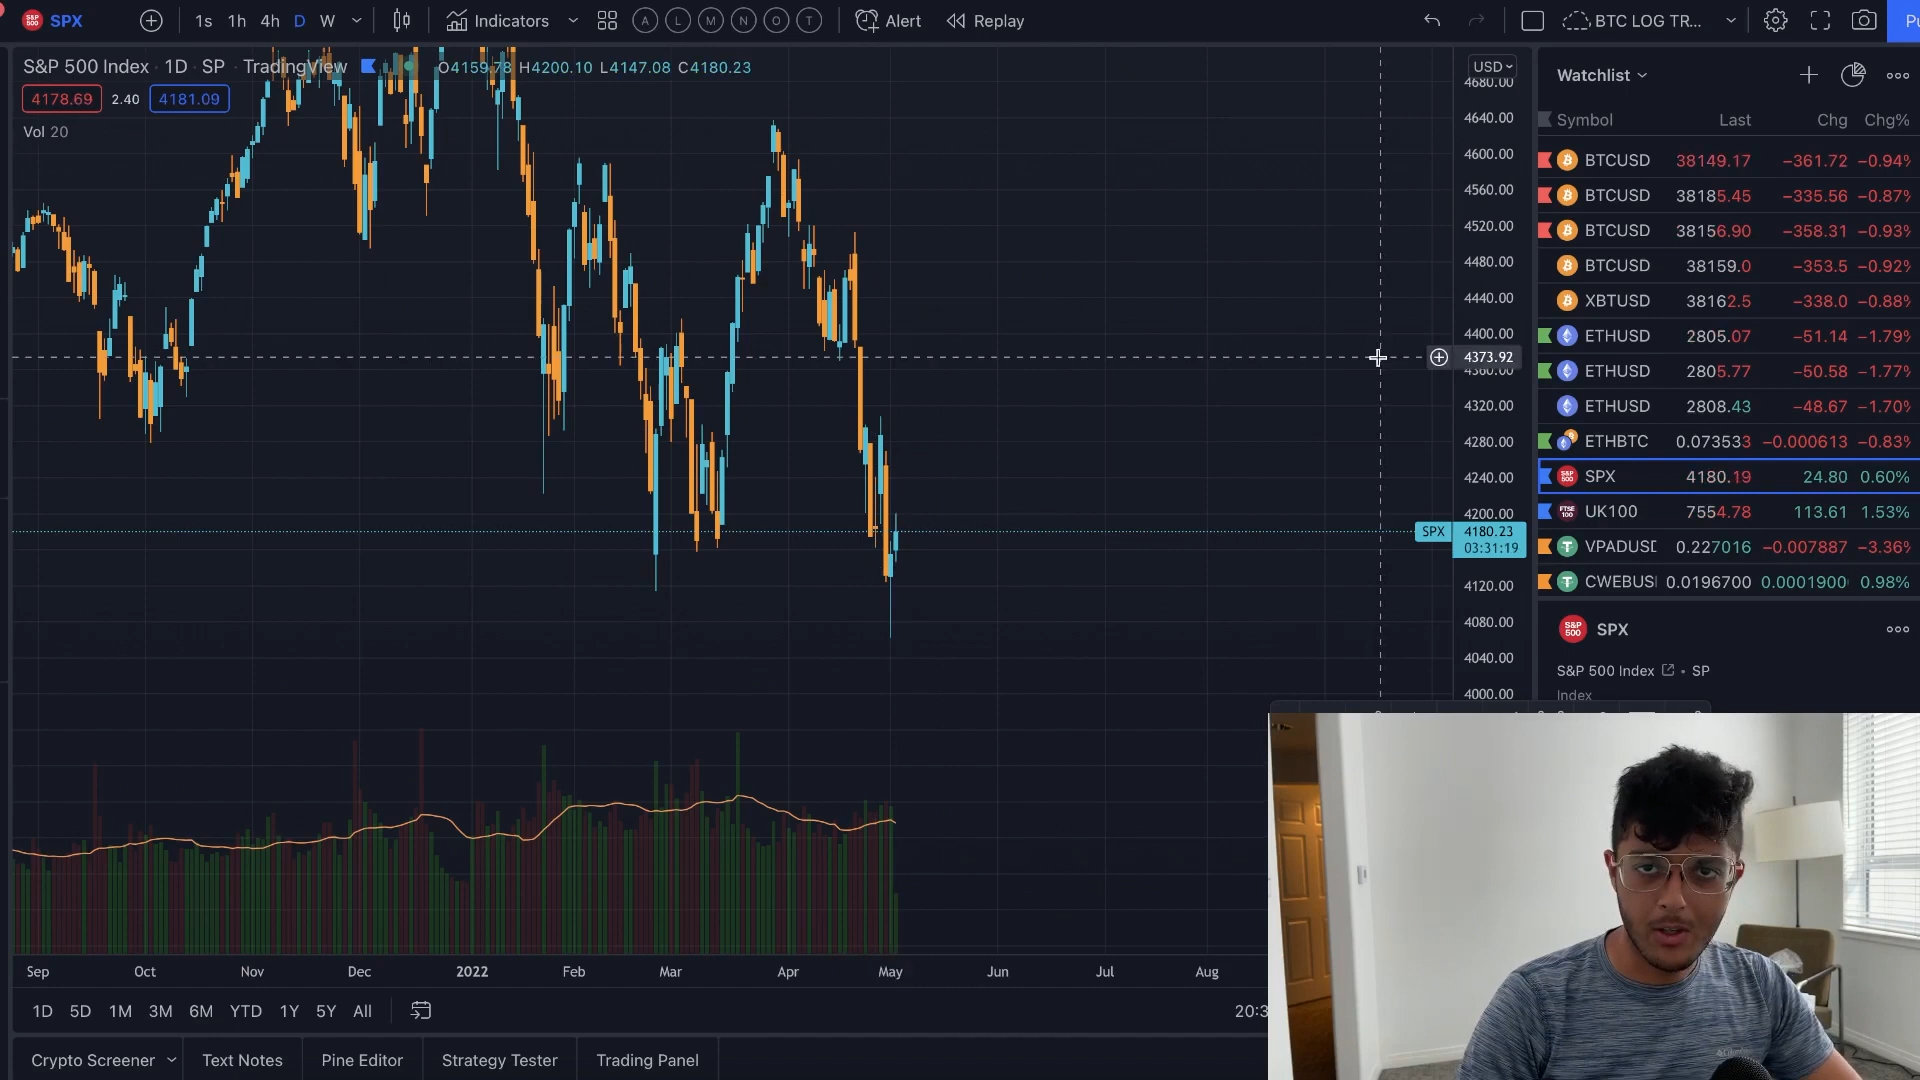 SPX 1s 1h 4h D W Indicators A L M N O T Alert Replay BTC LOG TR...
S&P 500 Index · 1D · SP · TradingView O4159.78 H4200.10 L4147.08 C4180.23
4178.69 2.40 4181.09
Vol 20
USD
4680.00
4640.00
4600.00
4560.00
4520.00
4480.00
4440.00
4400.00
4373.92
4360.00
4320.00
4280.00
4240.00
4200.00
SPX 4180.23
03:31:19
4120.00
4080.00
4040.00
4000.00
Sep Oct Nov Dec 2022 Feb Mar Apr May Jun Jul Aug
1D 5D 1M 3M 6M YTD 1Y 5Y All 20:3
Crypto Screener Text Notes Pine Editor Strategy Tester Trading Panel
Watchlist
Symbol Last Chg Chg%
BTCUSD 38149.17 −361.72 −0.94%
BTCUSD 38185.45 −335.56 −0.87%
BTCUSD 38156.90 −358.31 −0.93%
BTCUSD 38159.0 −353.5 −0.92%
XBTUSD 38162.5 −338.0 −0.88%
ETHUSD 2805.07 −51.14 −1.79%
ETHUSD 2805.77 −50.58 −1.77%
ETHUSD 2808.43 −48.67 −1.70%
ETHBTC 0.073533 −0.000613 −0.83%
S&P 500 SPX 4180.19 24.80 0.60%
FTSE 100 UK100 7554.78 113.61 1.53%
VPADUSD 0.227016 −0.007887 −3.36%
CWEBUS 0.0196700 0.0001900 0.98%
S&P 500 SPX
S&P 500 Index • SP
Index